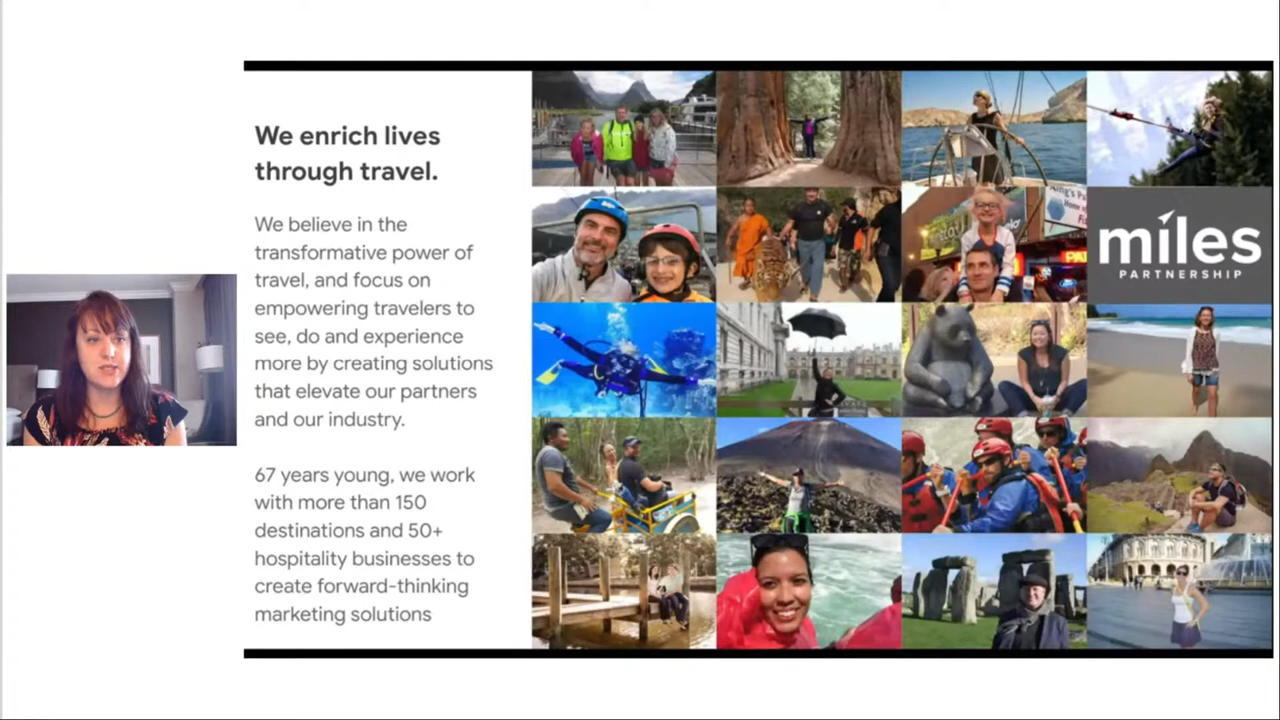 We enrich lives
through travel.
We believe in the
transformative power of
travel, and focus on
empowering travelers to
see, do and experience
more by creating solutions
that elevate our partners
and our industry.
67 years young, we work
with more than 150
destinations and 50+
hospitality businesses to
create forward-thinking
marketing solutions
miles
PARTNERSHIP